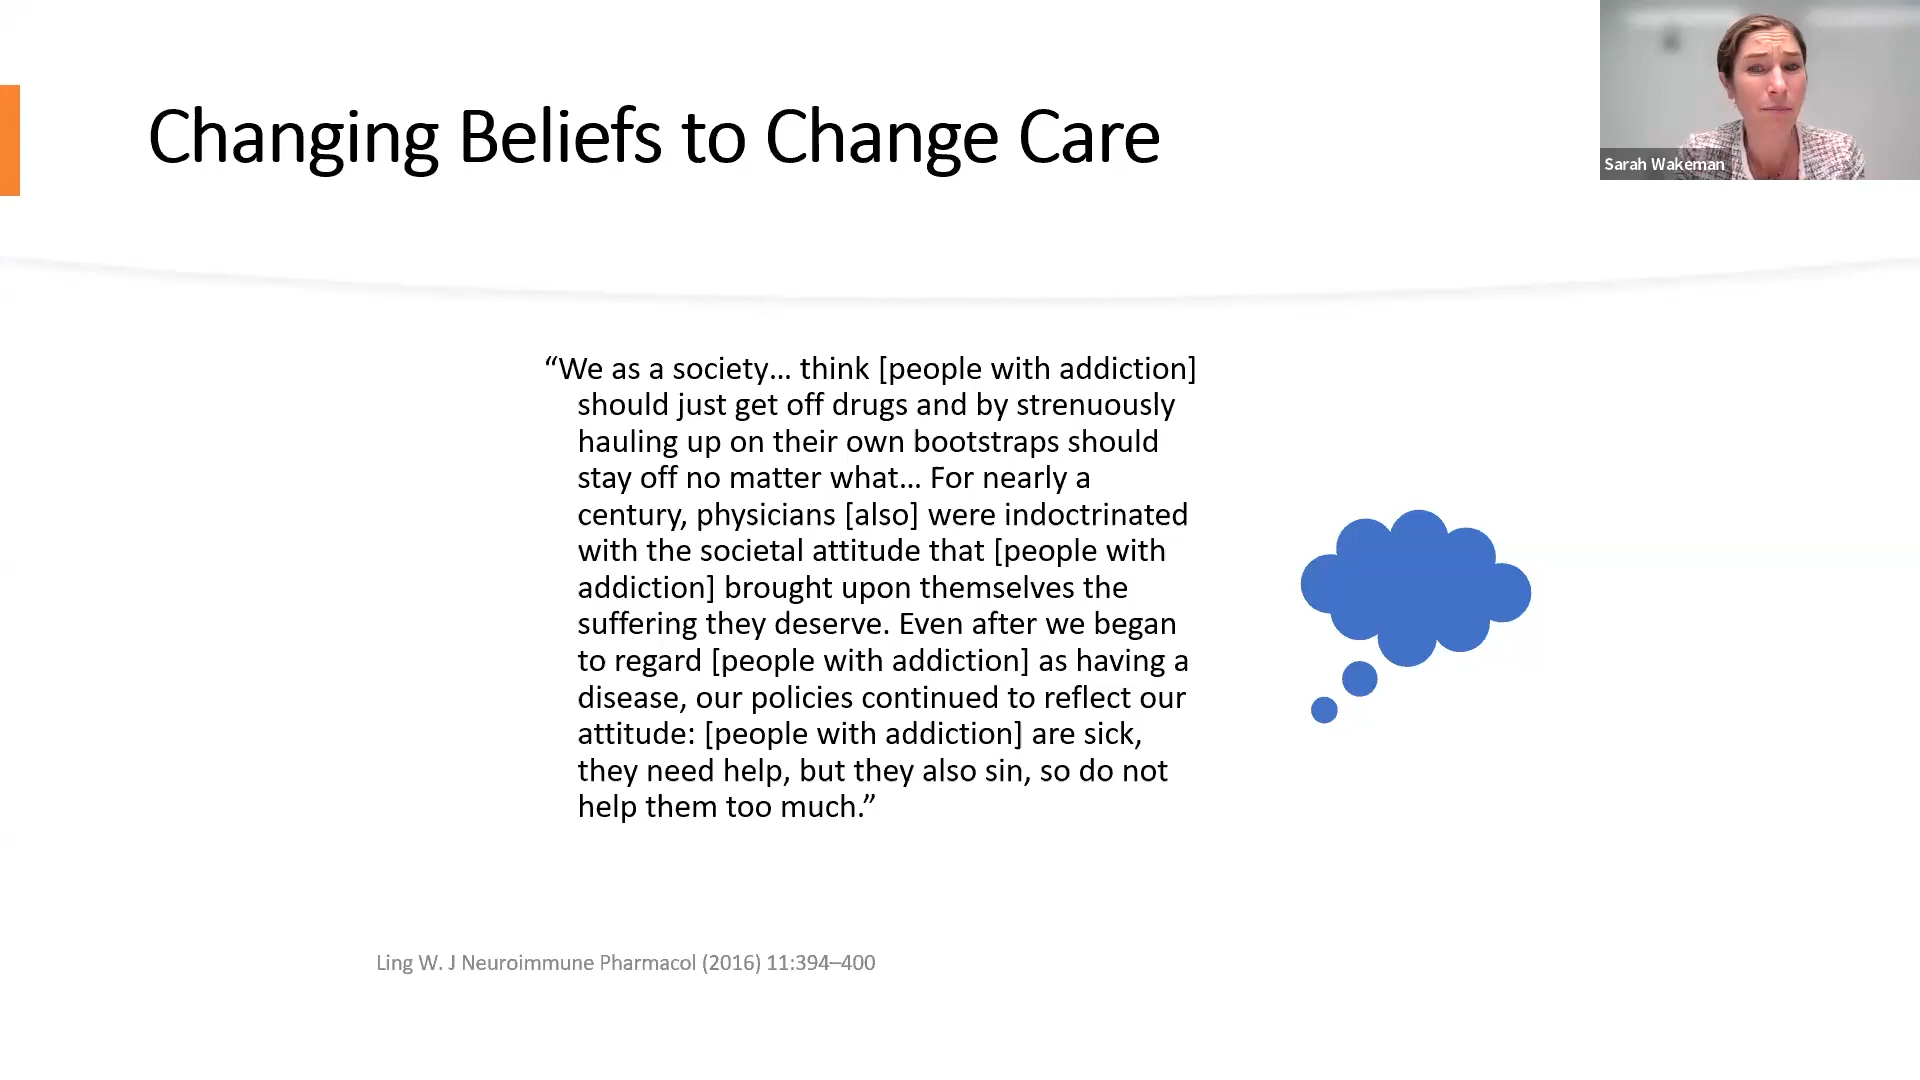 Changing Beliefs to Change Care
Sarah Wakeman
“We as a society… think [people with addiction]
should just get off drugs and by strenuously
hauling up on their own bootstraps should
stay off no matter what… For nearly a
century, physicians [also] were indoctrinated
with the societal attitude that [people with
addiction] brought upon themselves the
suffering they deserve. Even after we began
to regard [people with addiction] as having a
disease, our policies continued to reflect our
attitude: [people with addiction] are sick,
they need help, but they also sin, so do not
help them too much.”
Ling W. J Neuroimmune Pharmacol (2016) 11:394–400